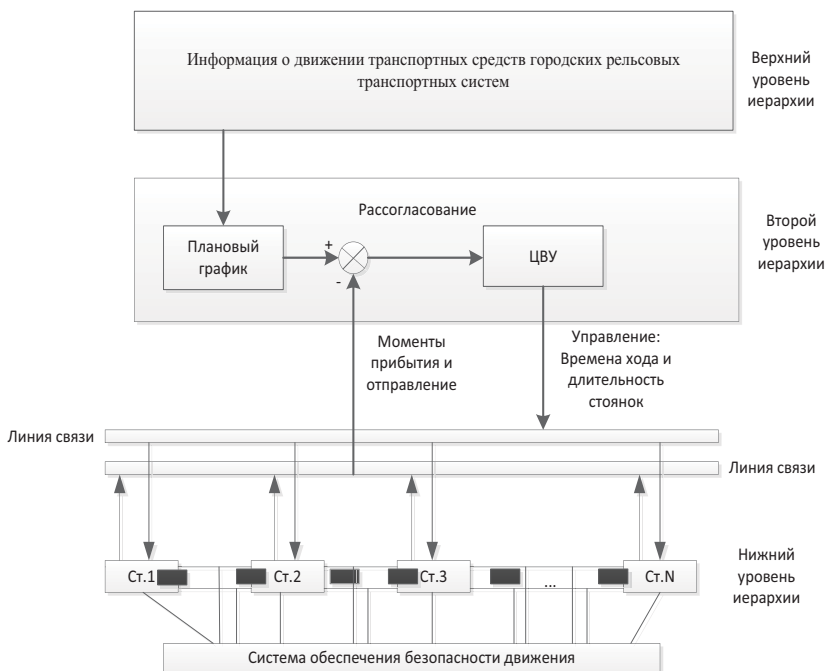 Информация о движении транспортных средств городских рельсовых
транспортных систем
Верхний
уровень
иерархии
Рассогласование
Плановый
график
+
-
ЦВУ
Второй
уровень
иерархии
Моменты
прибытия и
отправление
Управление:
Времена хода и
длительность
стоянок
Линия связи
Линия связи
Ст.1
Ст.2
Ст.3
...
Ст.N
Нижний
уровень
иерархии
Система обеспечения безопасности движения